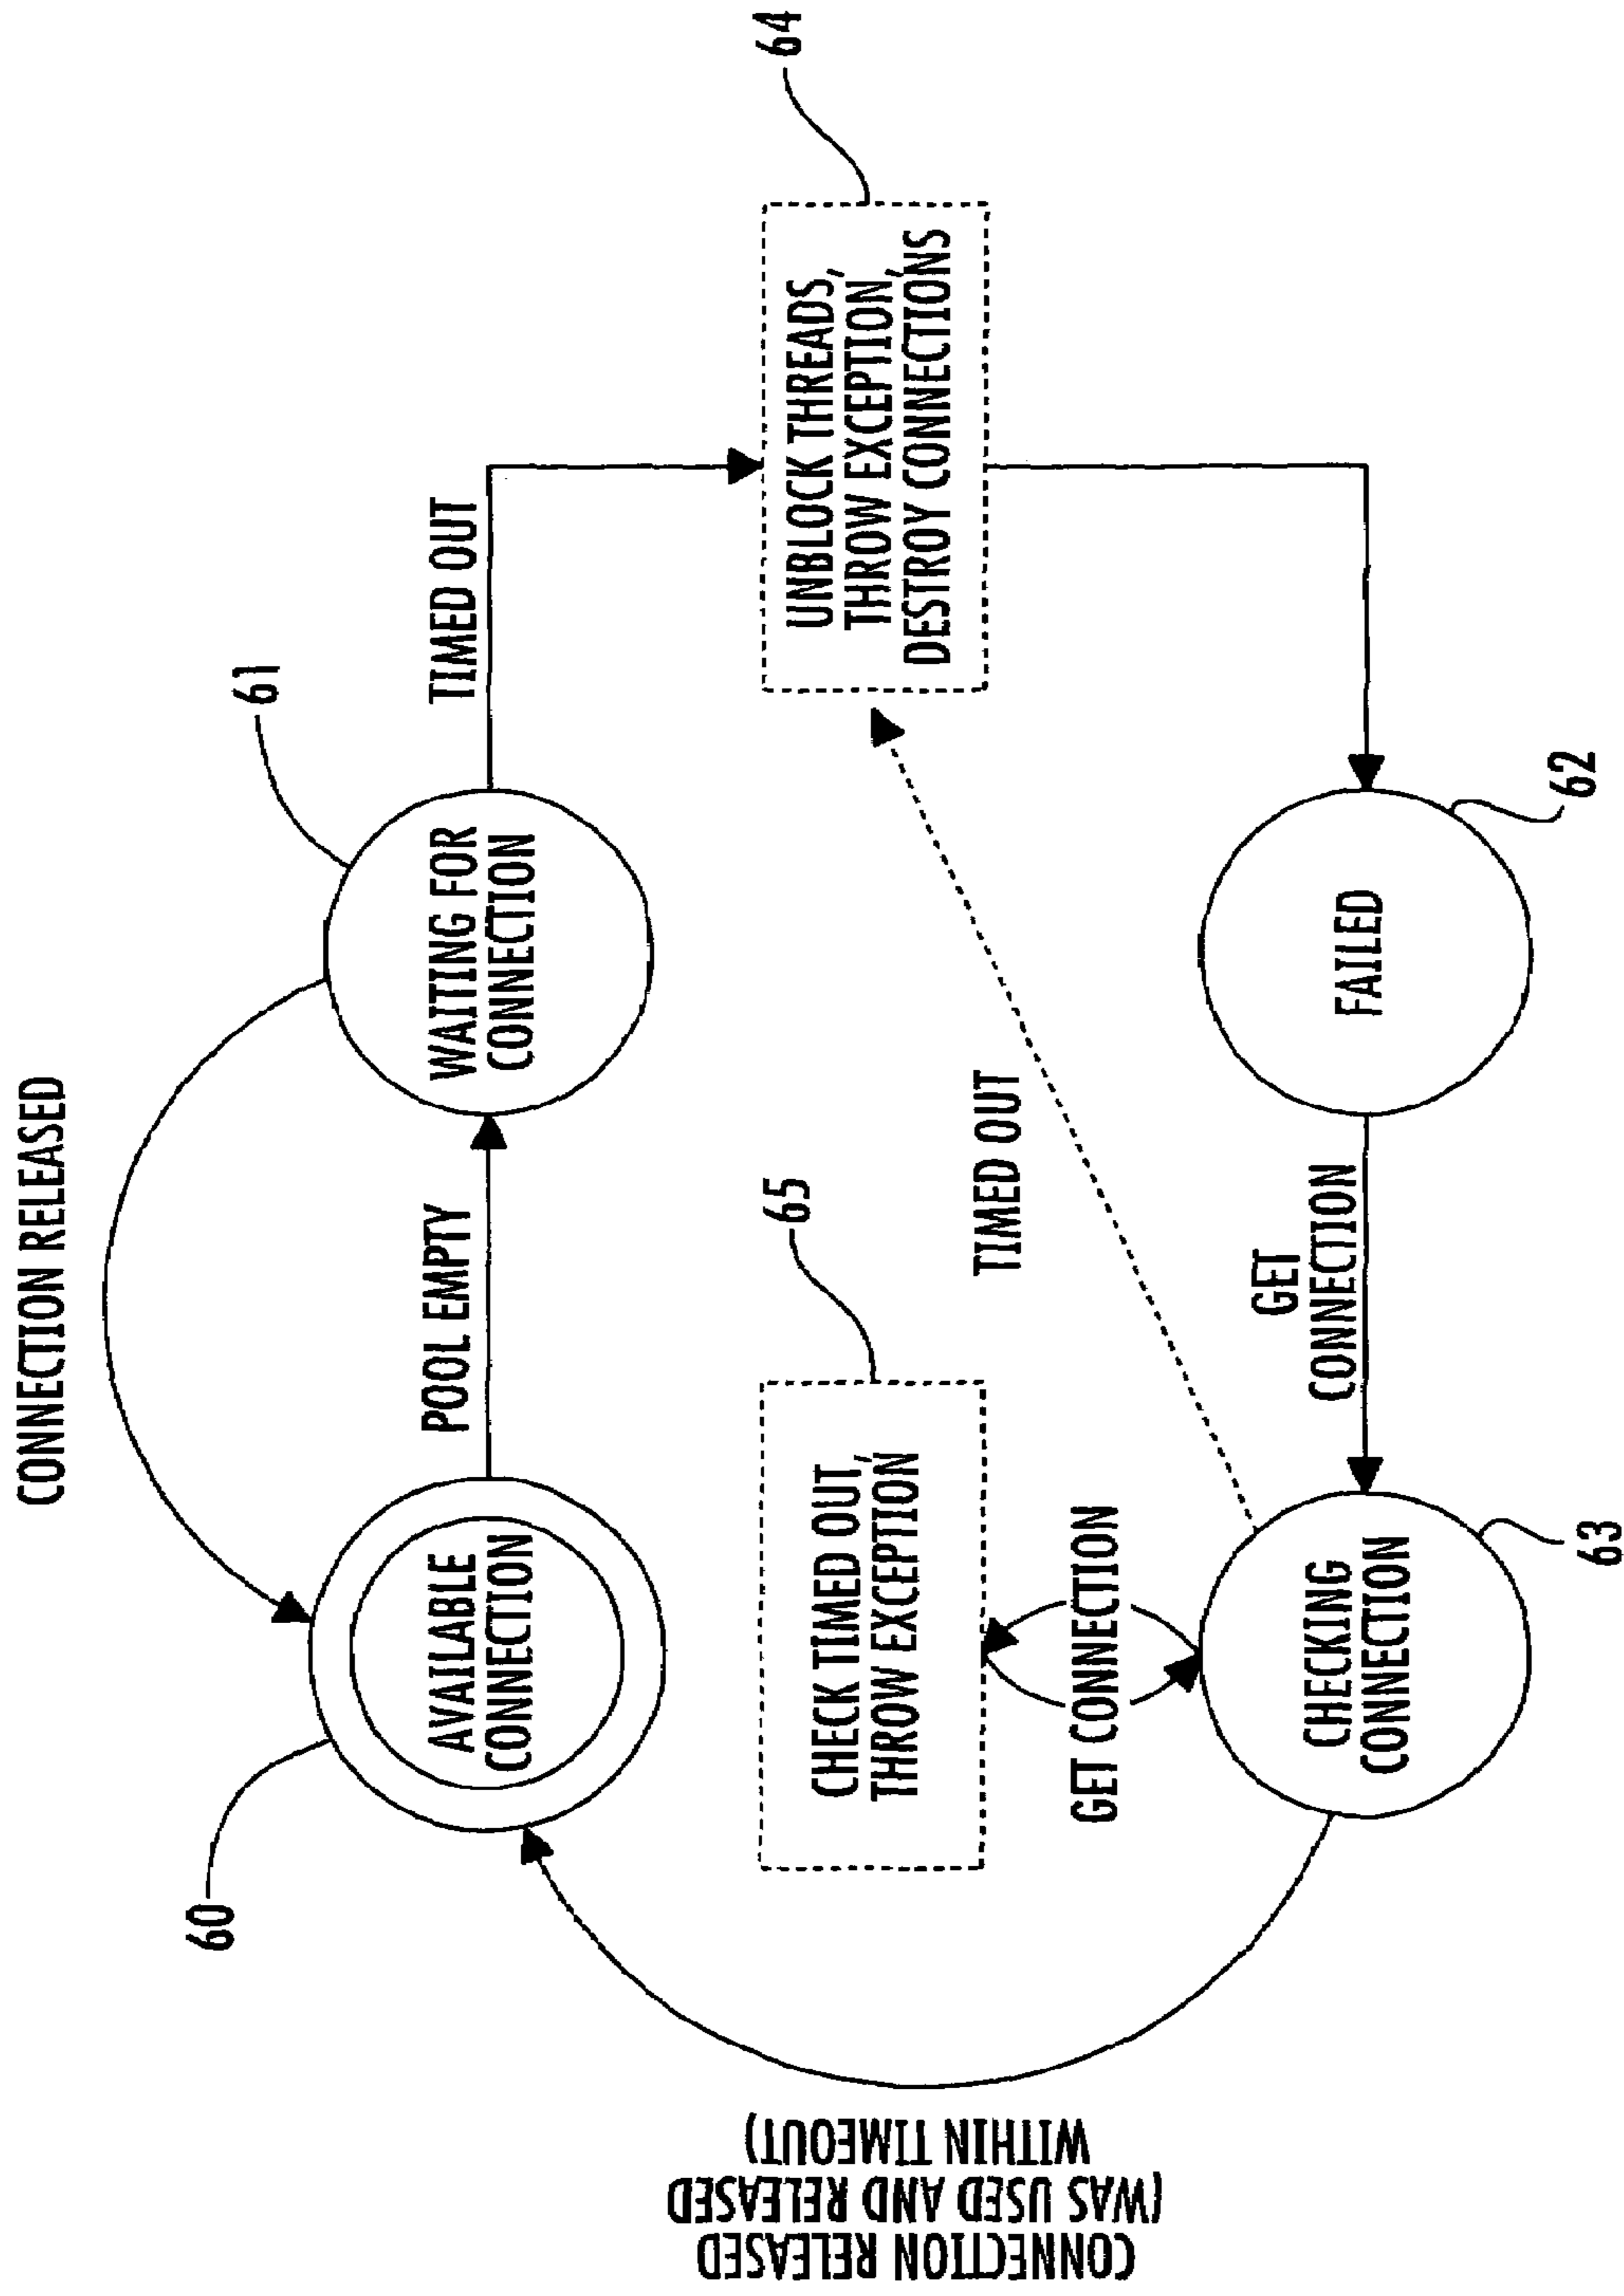 CONNECTION RELEASED
60
AVAILABLE
CONNECTION
POOL EMPTY
61
WAITING FOR
CONNECTION
TIMED OUT
64
UNBLOCK THREADS,
THROW EXCEPTION,
DESTROY CONNECTIONS
65
CHECK TIMED OUT,
THROW EXCEPTION
TIMED OUT
GET CONNECTION
CONNECTION RELEASED
(WAS USED AND RELEASED
WITHIN TIMEOUT)
63
CHECKING
CONNECTION
GET
CONNECTION
62
FAILED